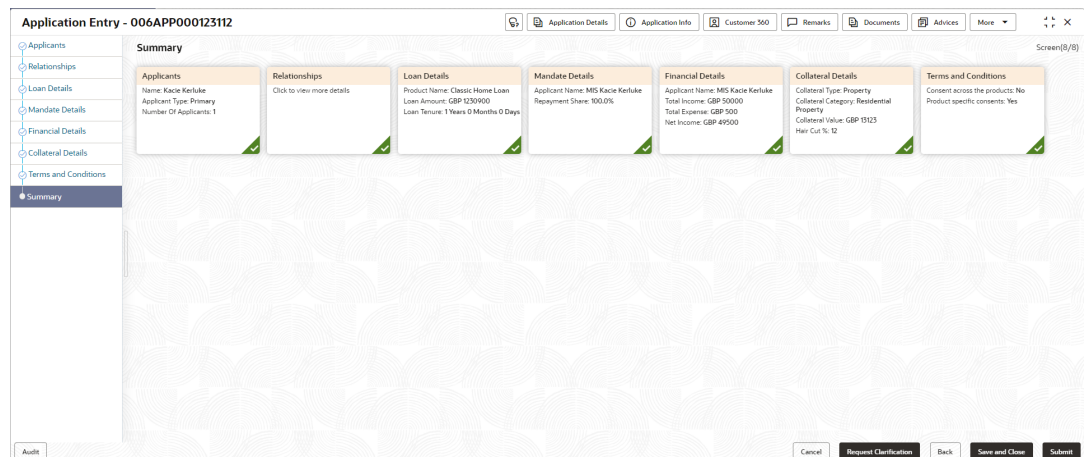 Application Entry - 006APP000123112
Application Details
Application Info
Customer 360
Remarks
Documents
Advices
More
Applicants
Relationships
Loan Details
Mandate Details
Financial Details
Collateral Details
Terms and Conditions
Summary
Summary
Screen(8/8)
Applicants
Name: Kacie Kerluke
Applicant Type: Primary
Number Of Applicants: 1
Relationships
Click to view more details
Loan Details
Product Name: Classic Home Loan
Loan Amount: GBP 1230900
Loan Tenure: 1 Years 0 Months 0 Days
Mandate Details
Applicant Name: MIS Kacie Kerluke
Repayment Share: 100.0%
Financial Details
Applicant Name: MIS Kacie Kerluke
Total Income: GBP 50000
Total Expense: GBP 500
Net Income: GBP 49500
Collateral Details
Collateral Type: Property
Collateral Category: Residential
Property
Collateral Value: GBP 13123
Hair Cut %: 12
Terms and Conditions
Consent across the products: No
Product specific consents: Yes
Audit
Cancel
Request Clarification
Back
Save and Close
Submit